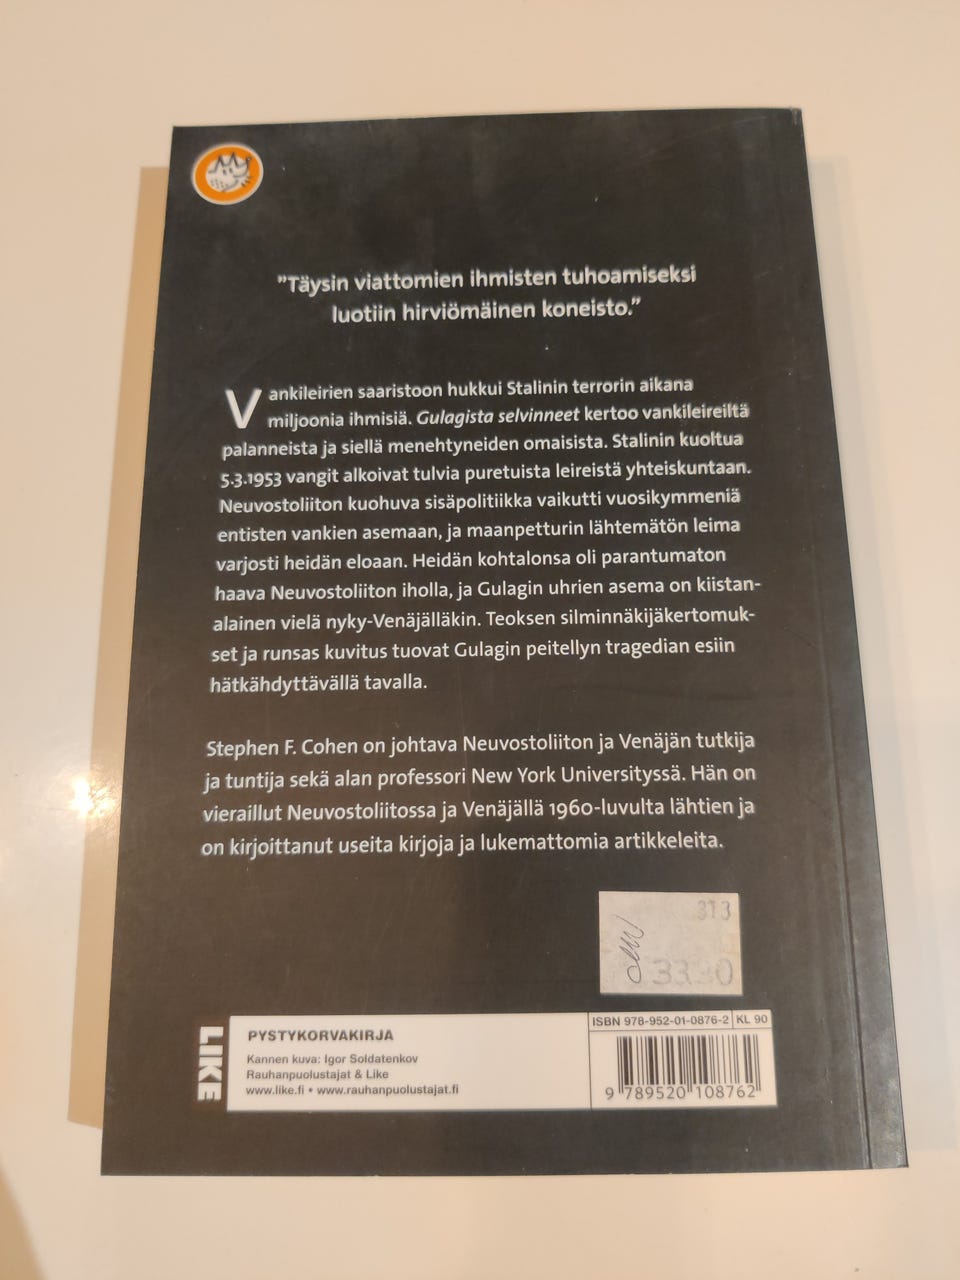 "Täysin viattomien ihmisten tuhoamiseksi
luotiin hirviömäinen koneisto."
Vankileirien saaristoon hukkui Stalinin terrorin aikana
miljoonia ihmisiä. Gulagista selvinneet kertoo vankileireiltä
palanneista ja siellä menehtyneiden omaisista. Stalinin kuoltua
5.3.1953 vangit alkoivat tulvia puretuista leireistä yhteiskuntaan.
Neuvostoliiton kuohuva sisäpolitiikka vaikutti vuosikymmeniä
entisten vankien asemaan, ja maanpetturin lähtemätön leima
varjosti heidän eloaan. Heidän kohtalonsa oli parantumaton
haava Neuvostoliiton iholla, ja Gulagin uhrien asema on kiistan-
alainen vielä nyky-Venäjälläkin. Teoksen silminnäkijäkertomuk-
set ja runsas kuvitus tuovat Gulagin peitellyn tragedian esiin
hätkähdyttävällä tavalla.
Stephen F. Cohen on johtava Neuvostoliiton ja Venäjän tutkija
ja tuntija sekä alan professori New York Universityssä. Hän on
vieraillut Neuvostoliitossa ja Venäjällä 1960-luvulta lähtien ja
on kirjoittanut useita kirjoja ja lukemattomia artikkeleita.
313
LIKE
PYSTYKORVAKIRJA
Kannen kuva: Igor Soldatenkov
Rauhanpuolustajat & Like
www.like.fi • www.rauhanpuolustajat.fi
ISBN 978-952-01-0876-2 KL 90
9 789520 108762